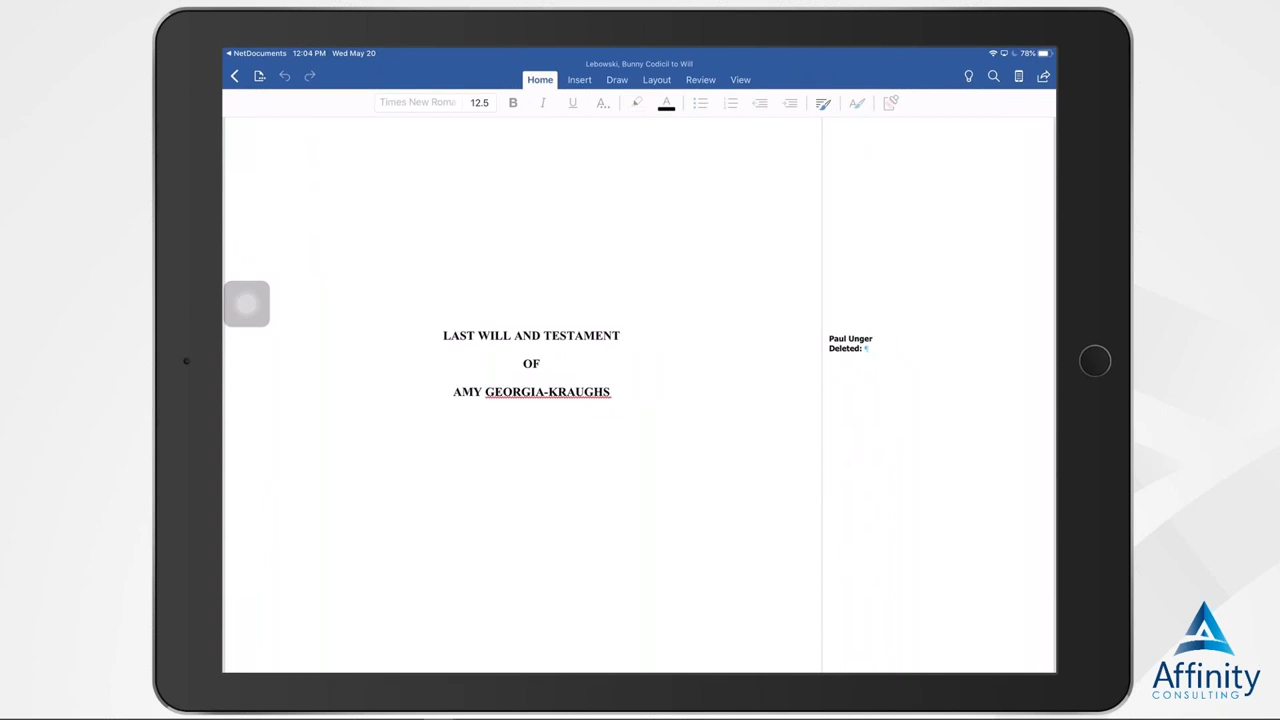 NetDocuments 12:04 PM Wed May 20
78%
Lebowski, Bunny Codicil to Will
Home Insert Draw Layout Review View
Times New Roma 12.5 B I U A... A
LAST WILL AND TESTAMENT
OF
AMY GEORGIA-KRAUGHS
Paul Unger
Deleted: ¶
Affinity
CONSULTING